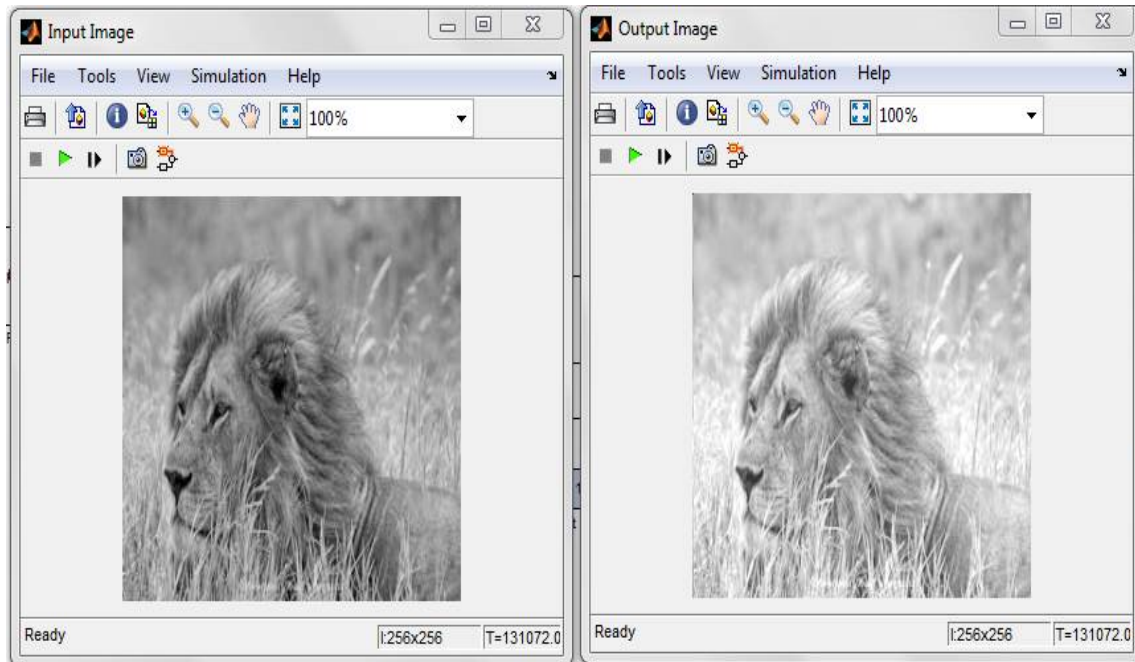 Input Image
File Tools View Simulation Help
100%
Ready
I:256x256
T=131072.0
Output Image
File Tools View Simulation Help
100%
Ready
I:256x256
T=131072.0